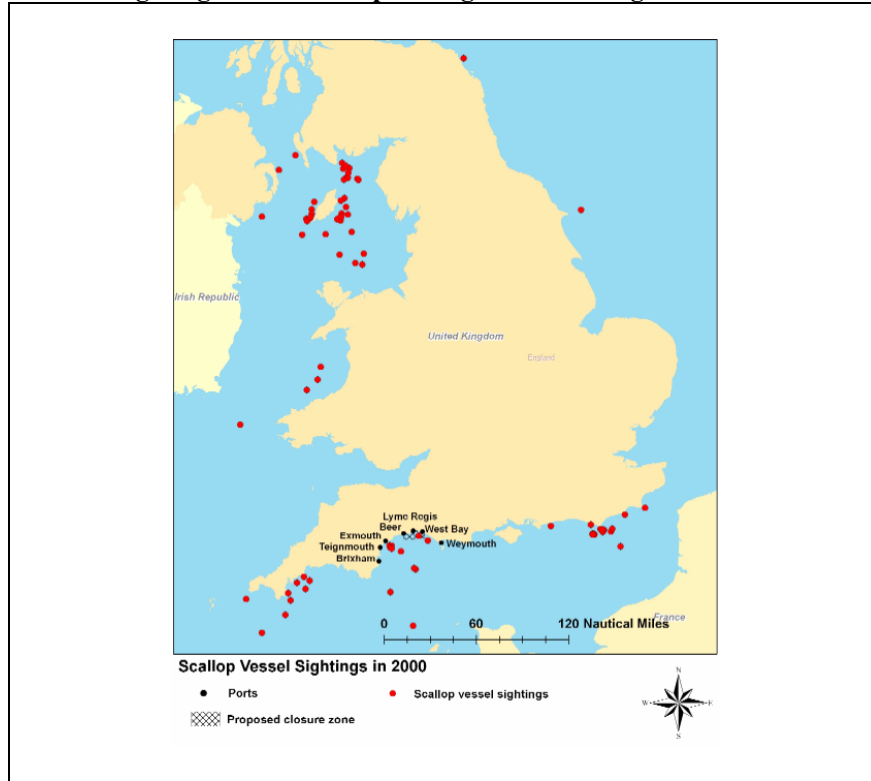 Irish Republic
United Kingdom
England
Lyme Regis
Beer
West Bay
Exmouth
Teignmouth
Weymouth
Brixham
France
0 60 120 Nautical Miles
Scallop Vessel Sightings in 2000
Ports
Scallop vessel sightings
Proposed closure zone
N
W E
S